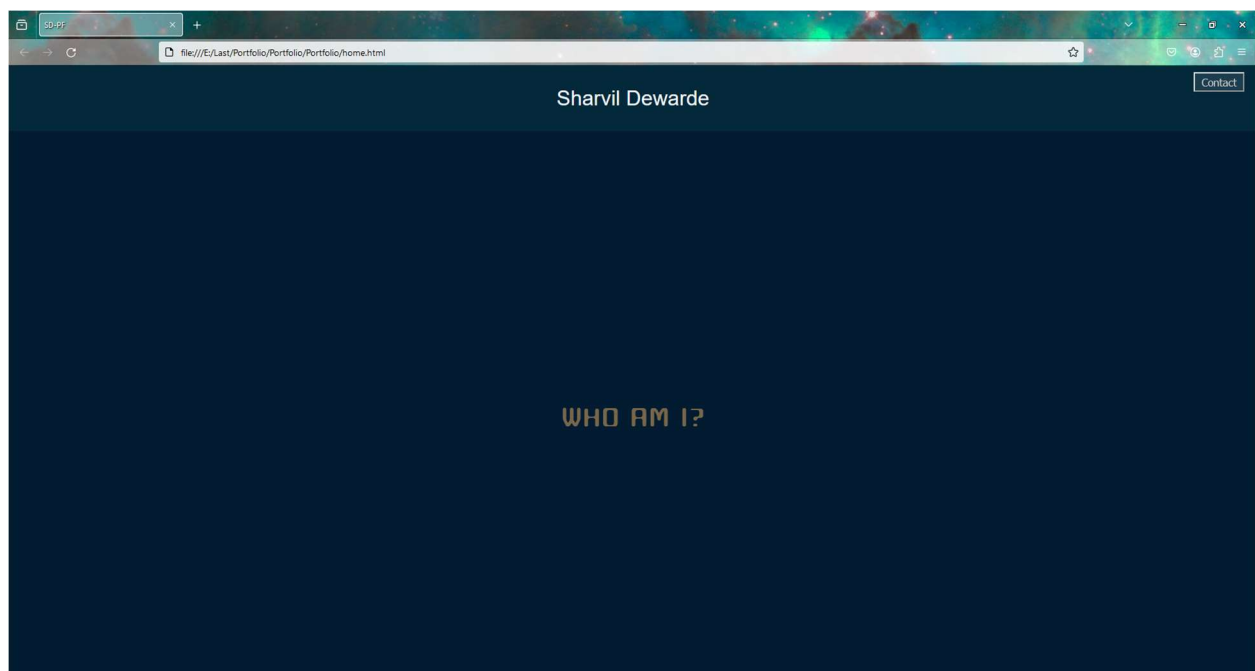 SD-PF
file:///E:/Last/Portfolio/Portfolio/Portfolio/home.html
Contact
Sharvil Dewarde
WHO AM I?